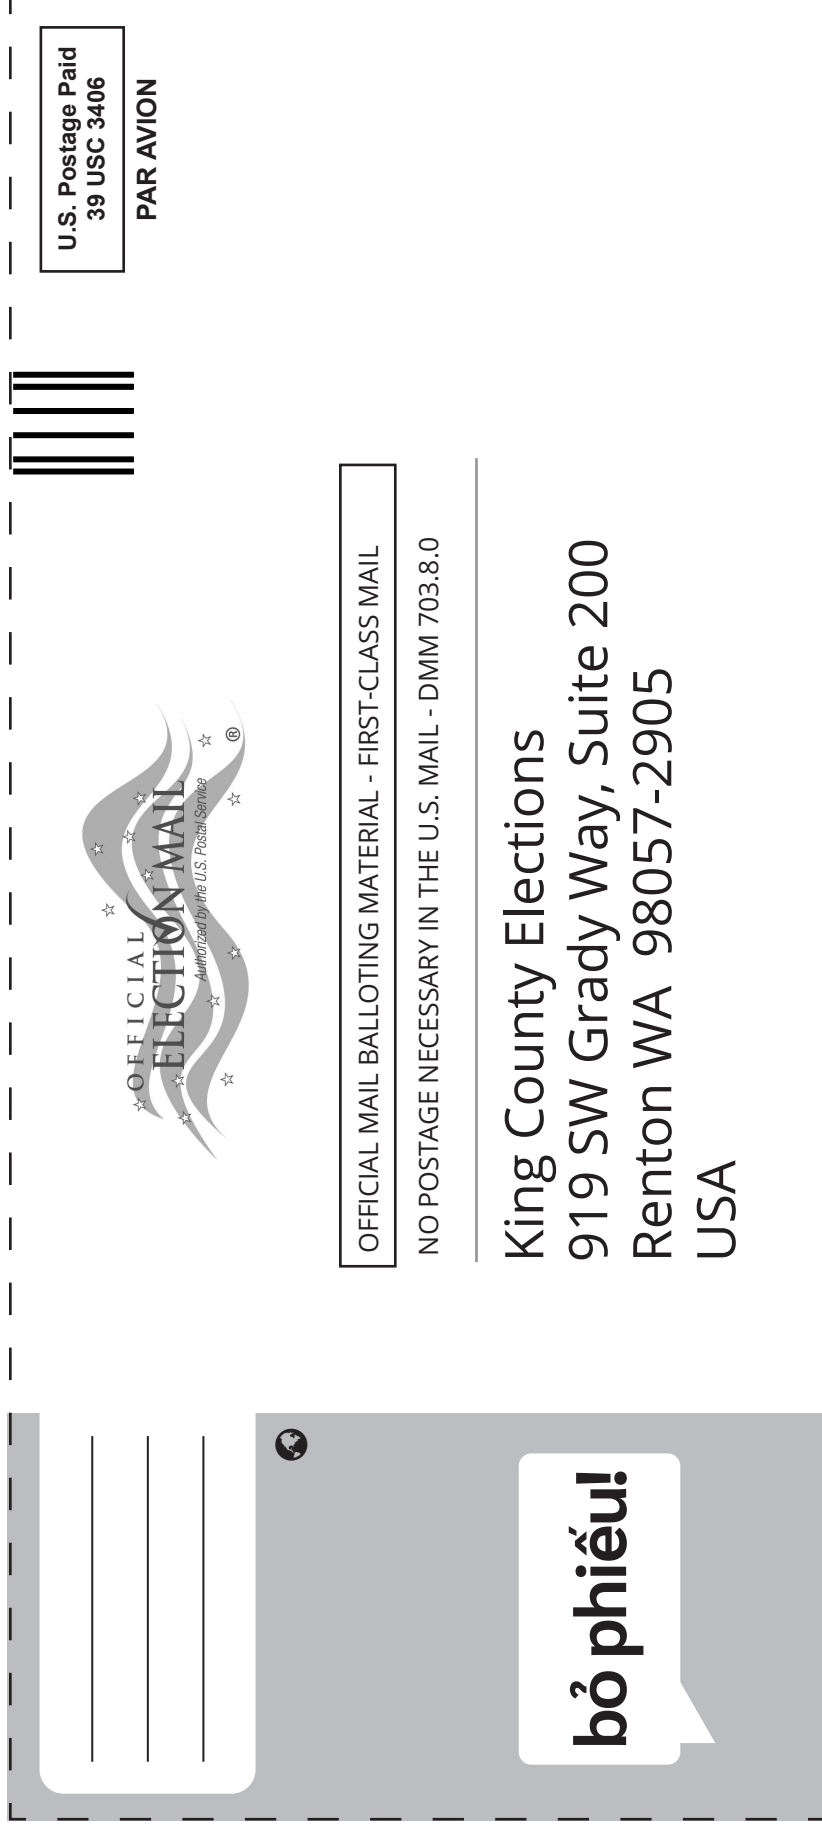 U.S. Postage Paid
39 USC 3406
PAR AVION
OFFICIAL
ELECTION MAIL
Authorized by the U.S. Postal Service
®
OFFICIAL MAIL BALLOTING MATERIAL - FIRST-CLASS MAIL
NO POSTAGE NECESSARY IN THE U.S. MAIL - DMM 703.8.0
King County Elections
919 SW Grady Way, Suite 200
Renton WA  98057-2905
USA
bỏ phiếu!